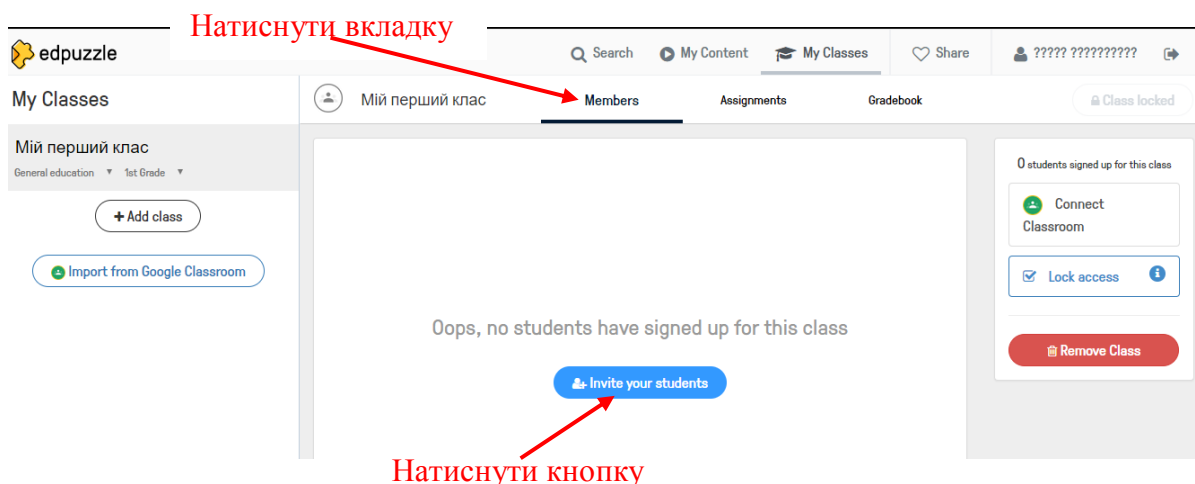 Натиснути вкладку
edpuzzle
Search My Content My Classes Share ????? ??????????
My Classes
Мій перший клас Members Assignments Gradebook Class locked
Мій перший клас
General education 1st Grade
+ Add class
Import from Google Classroom
0 students signed up for this class
Connect
Classroom
Lock access
Remove Class
Oops, no students have signed up for this class
Invite your students
Натиснути кнопку